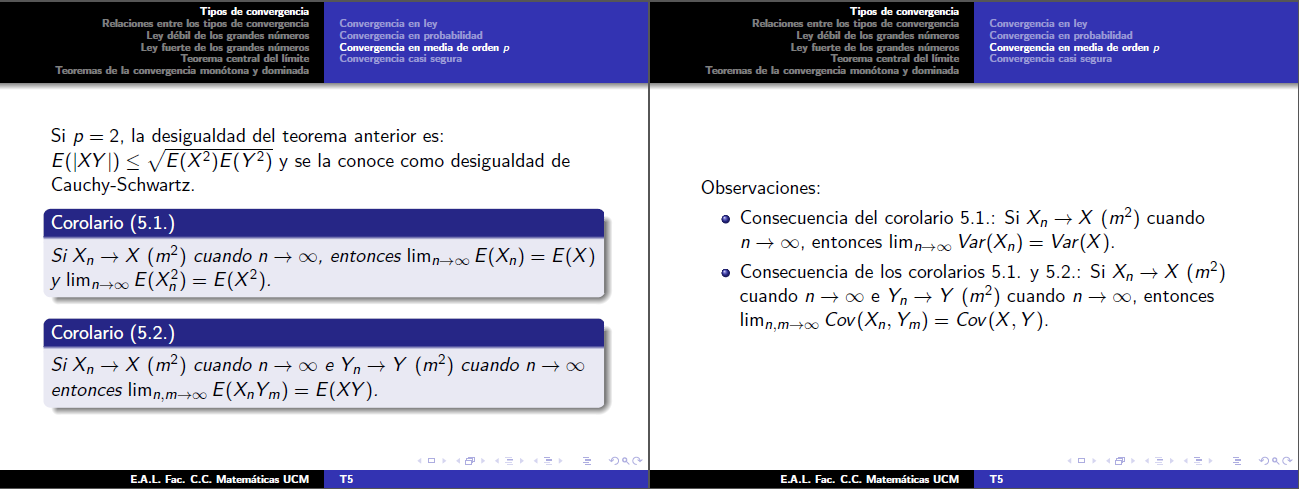 Tipos de convergencia
Relaciones entre los tipos de convergencia
Ley débil de los grandes números
Ley fuerte de los grandes números
Teorema central del límite
Teoremas de la convergencia monótona y dominada
Convergencia en ley
Convergencia en probabilidad
Convergencia en media de orden p
Convergencia casi segura
Si p = 2, la desigualdad del teorema anterior es:
E(|XY|) ≤ √(E(X²)E(Y²)) y se la conoce como desigualdad de
Cauchy-Schwartz.
Corolario (5.1.)
Si Xₙ → X (m²) cuando n → ∞, entonces limₙ→∞ E(Xₙ) = E(X)
y limₙ→∞ E(Xₙ²) = E(X²).
Corolario (5.2.)
Si Xₙ → X (m²) cuando n → ∞ e Yₙ → Y (m²) cuando n → ∞
entonces limₙ,ₘ→∞ E(XₙYₘ) = E(XY).
E.A.L. Fac. C.C. Matemáticas UCM
T5
Tipos de convergencia
Relaciones entre los tipos de convergencia
Ley débil de los grandes números
Ley fuerte de los grandes números
Teorema central del límite
Teoremas de la convergencia monótona y dominada
Convergencia en ley
Convergencia en probabilidad
Convergencia en media de orden p
Convergencia casi segura
Observaciones:
Consecuencia del corolario 5.1.: Si Xₙ → X (m²) cuando
n → ∞, entonces limₙ→∞ Var(Xₙ) = Var(X).
Consecuencia de los corolarios 5.1. y 5.2.: Si Xₙ → X (m²)
cuando n → ∞ e Yₙ → Y (m²) cuando n → ∞, entonces
limₙ,ₘ→∞ Cov(Xₙ, Yₘ) = Cov(X, Y).
E.A.L. Fac. C.C. Matemáticas UCM
T5